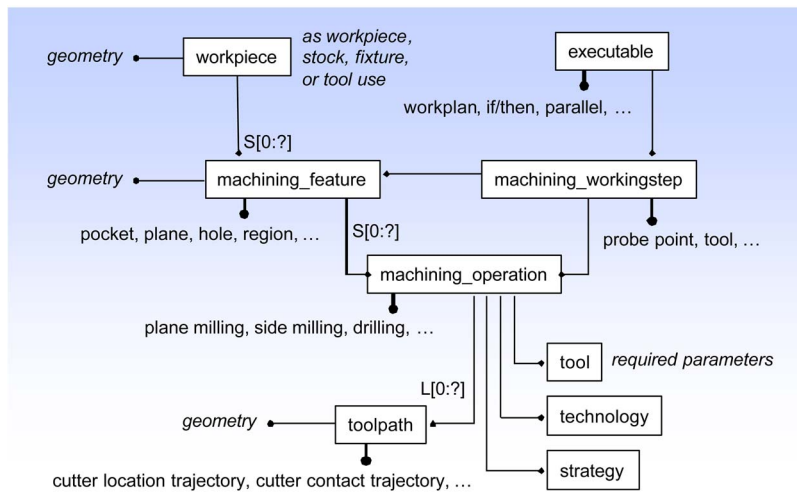 geometry
workpiece
as workpiece,
stock, fixture,
or tool use
executable
workplan, if/then, parallel, …
S[0:?]
geometry
machining_feature
machining_workingstep
pocket, plane, hole, region, …
S[0:?]
probe point, tool, …
machining_operation
plane milling, side milling, drilling, …
tool
required parameters
L[0:?]
geometry
toolpath
technology
strategy
cutter location trajectory, cutter contact trajectory, …